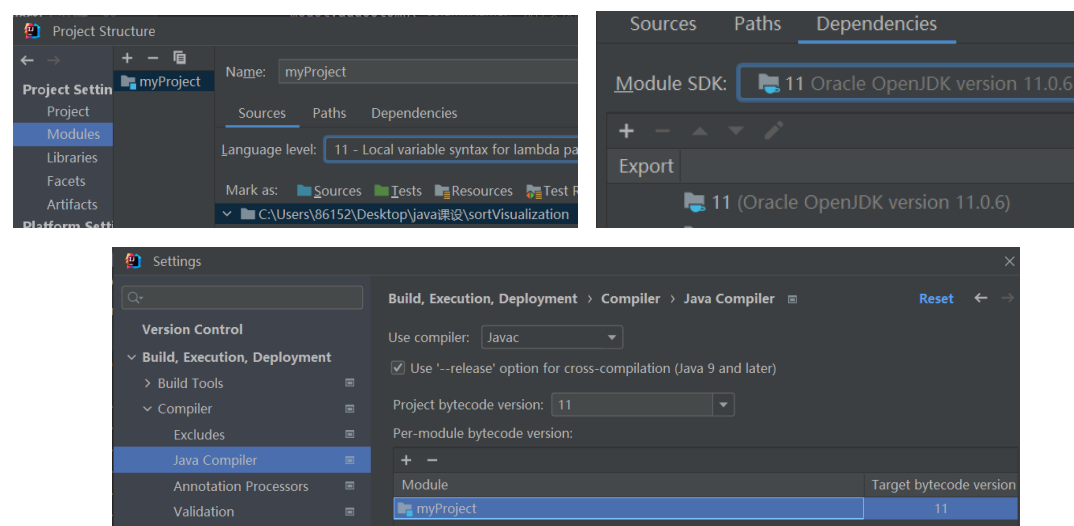 Project Structure
Project Settin
Project
Modules
Libraries
Facets
Artifacts
Platform Setti
myProject
Name: myProject
Sources Paths Dependencies
Language level: 11 - Local variable syntax for lambda pa
Mark as: Sources Tests Resources Test R
C:\Users\86152\Desktop\java课设\sortVisualization
Sources Paths Dependencies
Module SDK: 11 Oracle OpenJDK version 11.0.6
Export
11 (Oracle OpenJDK version 11.0.6)
Settings
Version Control
Build, Execution, Deployment
Build Tools
Compiler
Excludes
Java Compiler
Annotation Processors
Validation
Build, Execution, Deployment › Compiler › Java Compiler Reset
Use compiler: Javac
Use '--release' option for cross-compilation (Java 9 and later)
Project bytecode version: 11
Per-module bytecode version:
Module Target bytecode version
myProject 11